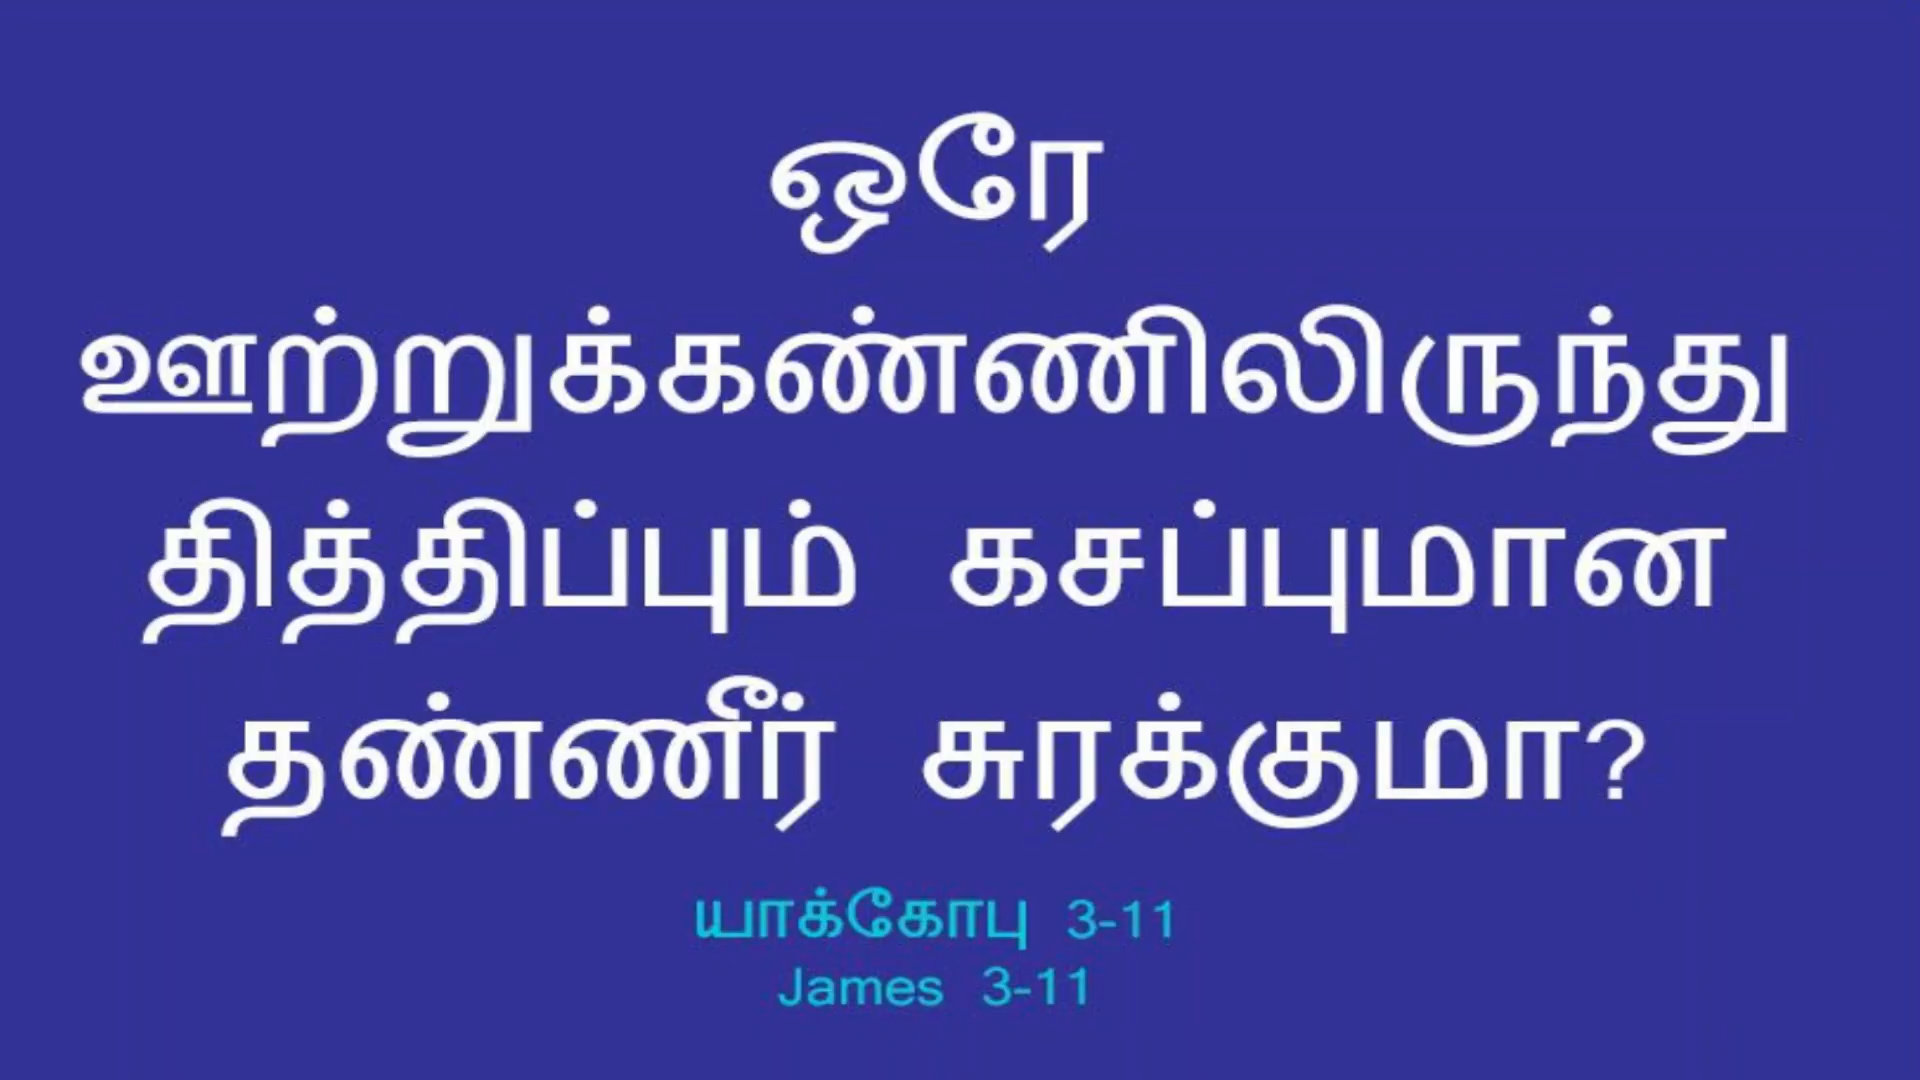 ஒரே
ஊற்றுக்கண்ணிலிருந்து
தித்திப்பும் கசப்புமான
தண்ணீர் சுரக்குமா?
யாக்கோபு 3-11
James 3-11